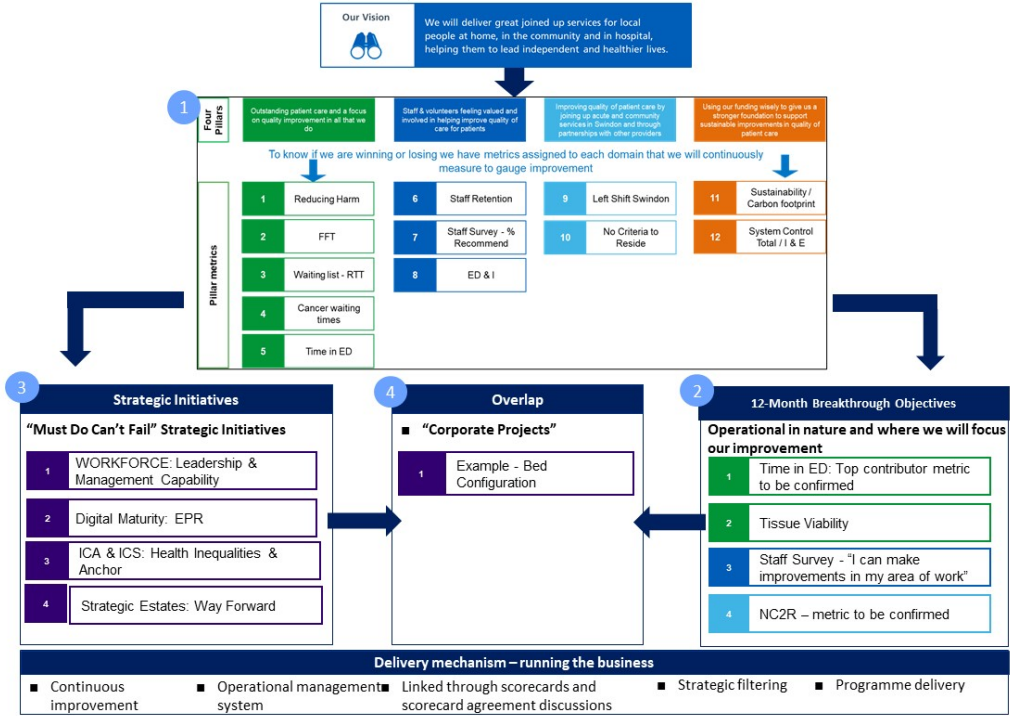 Our Vision
We will deliver great joined up services for local
people at home, in the community and in hospital,
helping them to lead independent and healthier lives.
1
Four
Pillars
Outstanding patient care and a focus
on quality improvement in all that we
do
Staff & volunteers feeling valued and
involved in helping improve quality of
care for patients
Improving quality of patient care by
joining up acute and community
services in Swindon and through
partnerships with other providers
Using our funding wisely to give us a
stronger foundation to support
sustainable improvements in quality of
patient care
To know if we are winning or losing we have metrics assigned to each domain that we will continuously
measure to gauge improvement
Pillar metrics
1
Reducing Harm
2
FFT
3
Waiting list - RTT
4
Cancer waiting
times
5
Time in ED
6
Staff Retention
7
Staff Survey - %
Recommend
8
ED & I
9
Left Shift Swindon
10
No Criteria to
Reside
11
Sustainability /
Carbon footprint
12
System Control
Total / I & E
3
Strategic Initiatives
“Must Do Can’t Fail” Strategic Initiatives
1
WORKFORCE: Leadership &
Management Capability
2
Digital Maturity: EPR
3
ICA & ICS: Health Inequalities &
Anchor
4
Strategic Estates: Way Forward
4
Overlap
■ “Corporate Projects”
1
Example - Bed
Configuration
2
12-Month Breakthrough Objectives
Operational in nature and where we will focus
our improvement
1
Time in ED: Top contributor metric
to be confirmed
2
Tissue Viability
3
Staff Survey - “I can make
improvements in my area of work”
4
NC2R – metric to be confirmed
Delivery mechanism – running the business
■ Continuous
improvement
■ Operational management
system
■ Linked through scorecards and
scorecard agreement discussions
■ Strategic filtering
■ Programme delivery